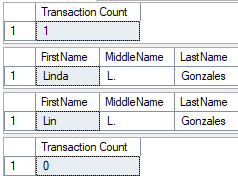 Transaction Count
1 1
FirstName MiddleName LastName
1 Linda L. Gonzales
FirstName MiddleName LastName
1 Lin L. Gonzales
Transaction Count
1 0